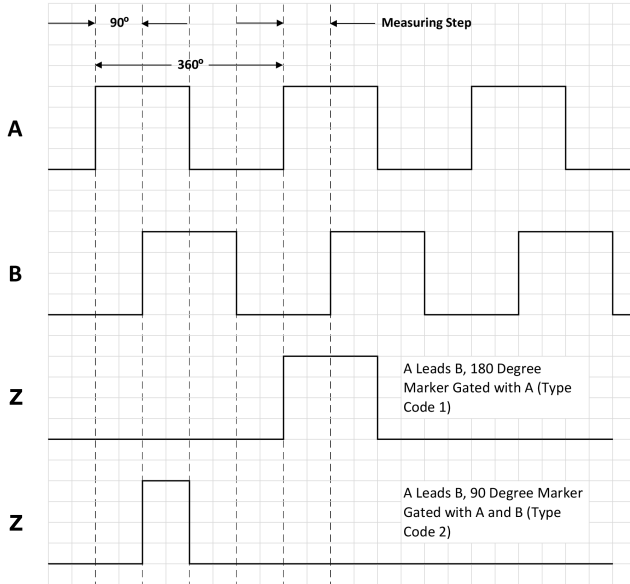 90º
Measuring Step
360º
A
B
A Leads B, 180 Degree
Marker Gated with A (Type
Code 1)
Z
A Leads B, 90 Degree Marker
Gated with A and B (Type
Code 2)
Z